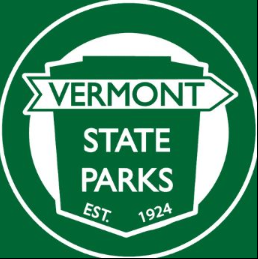 VERMONT
STATE
PARKS
EST. 1924